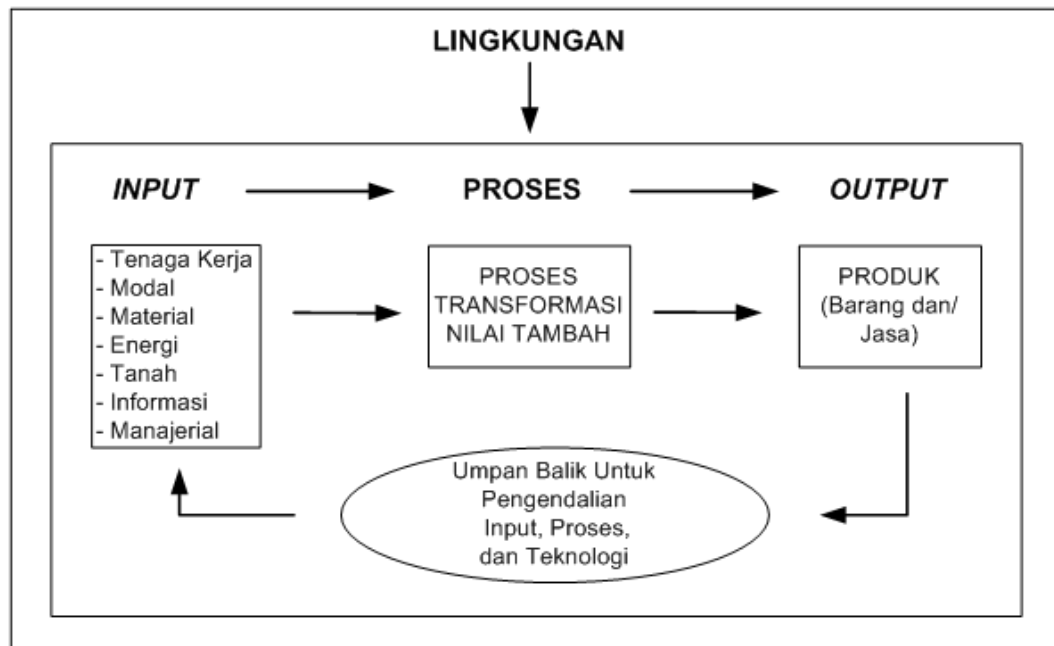 LINGKUNGAN
INPUT
PROSES
OUTPUT
- Tenaga Kerja
- Modal
- Material
- Energi
- Tanah
- Informasi
- Manajerial
PROSES
TRANSFORMASI
NILAI TAMBAH
PRODUK
(Barang dan/
Jasa)
Umpan Balik Untuk
Pengendalian
Input, Proses,
dan Teknologi